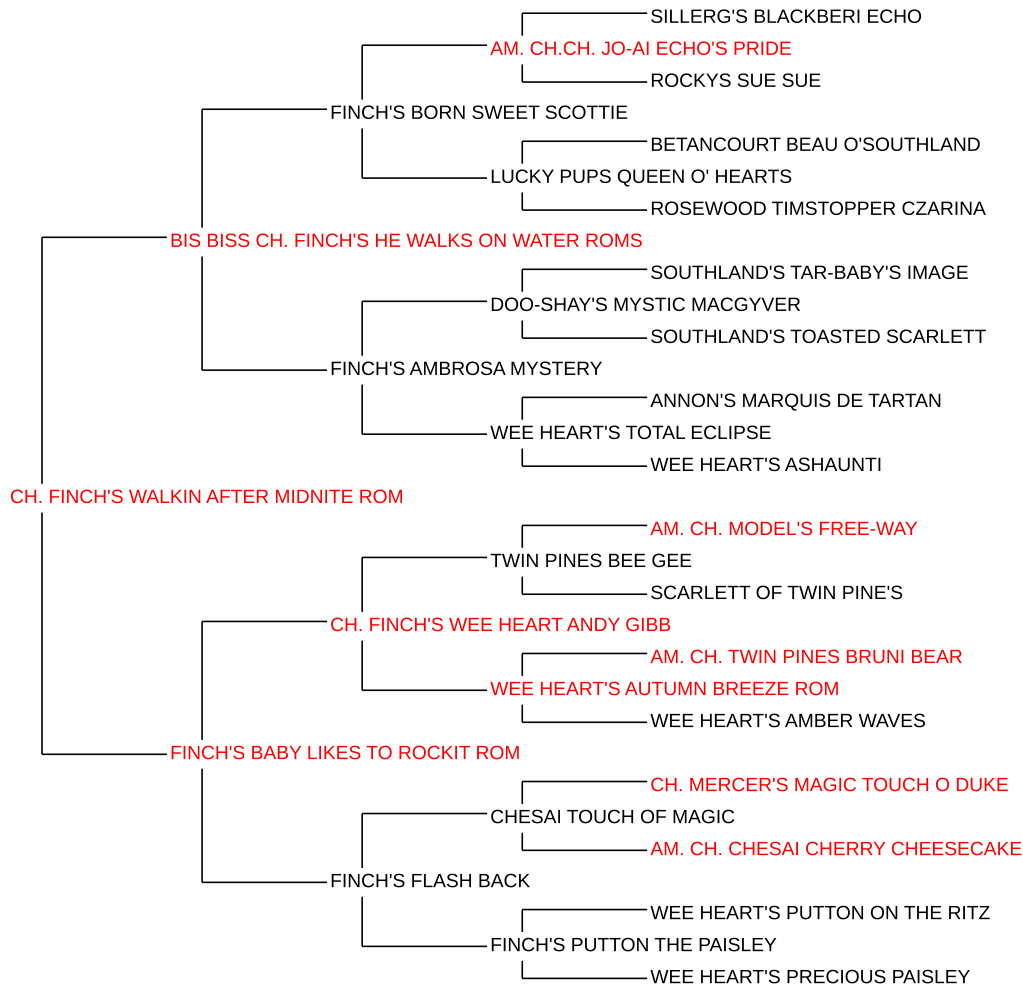 SILLERG'S BLACKBERI ECHO
AM. CH.CH. JO-AI ECHO'S PRIDE
ROCKYS SUE SUE
FINCH'S BORN SWEET SCOTTIE
BETANCOURT BEAU O'SOUTHLAND
LUCKY PUPS QUEEN O' HEARTS
ROSEWOOD TIMSTOPPER CZARINA
BIS BISS CH. FINCH'S HE WALKS ON WATER ROMS
SOUTHLAND'S TAR-BABY'S IMAGE
DOO-SHAY'S MYSTIC MACGYVER
SOUTHLAND'S TOASTED SCARLETT
FINCH'S AMBROSA MYSTERY
ANNON'S MARQUIS DE TARTAN
WEE HEART'S TOTAL ECLIPSE
WEE HEART'S ASHAUNTI
CH. FINCH'S WALKIN AFTER MIDNITE ROM
AM. CH. MODEL'S FREE-WAY
TWIN PINES BEE GEE
SCARLETT OF TWIN PINE'S
CH. FINCH'S WEE HEART ANDY GIBB
AM. CH. TWIN PINES BRUNI BEAR
WEE HEART'S AUTUMN BREEZE ROM
WEE HEART'S AMBER WAVES
FINCH'S BABY LIKES TO ROCKIT ROM
CH. MERCER'S MAGIC TOUCH O DUKE
CHESAI TOUCH OF MAGIC
AM. CH. CHESAI CHERRY CHEESECAKE
FINCH'S FLASH BACK
WEE HEART'S PUTTON ON THE RITZ
FINCH'S PUTTON THE PAISLEY
WEE HEART'S PRECIOUS PAISLEY